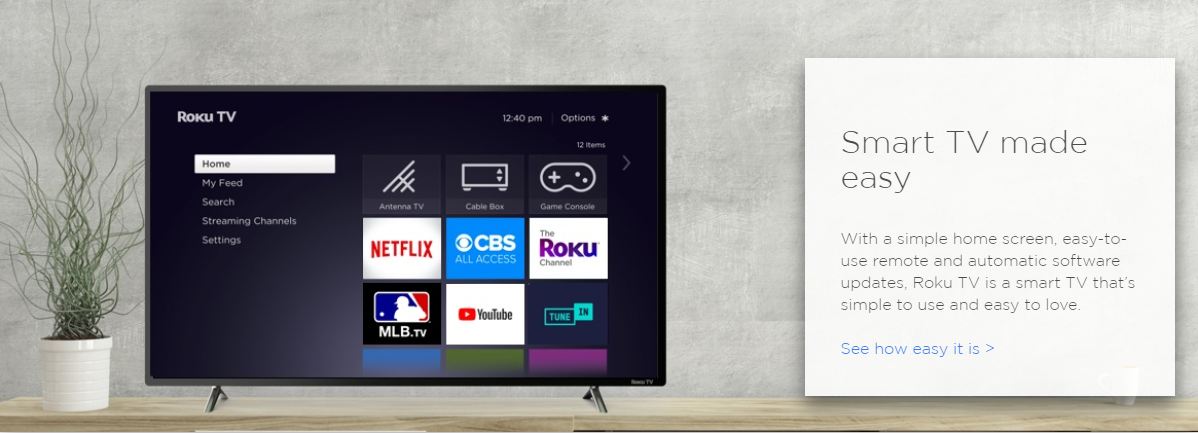 Roku TV
12:40 pm
Options *
12 Items
Home
My Feed
Search
Streaming Channels
Settings
Antenna TV
Cable Box
Game Console
NETFLIX
CBS
ALL ACCESS
The
Roku
Channel
MLB.TV
YouTube
TUNE IN
Roku TV
Smart TV made
easy
With a simple home screen, easy-to-
use remote and automatic software
updates, Roku TV is a smart TV that's
simple to use and easy to love.
See how easy it is >